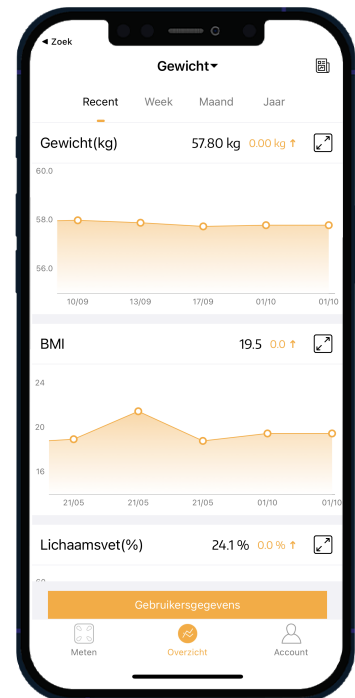 ◄ Zoek
Gewicht▾
Recent Week Maand Jaar
Gewicht(kg) 57.80 kg 0.00 kg ↑
60.0
58.0
56.0
10/09 13/09 17/09 01/10 01/10
BMI 19.5 0.0 ↑
24
20
16
21/05 21/05 21/05 01/10 01/10
Lichaamsvet(%) 24.1 % 0.0 % ↑
Gebruikersgegevens
Meten Overzicht Account